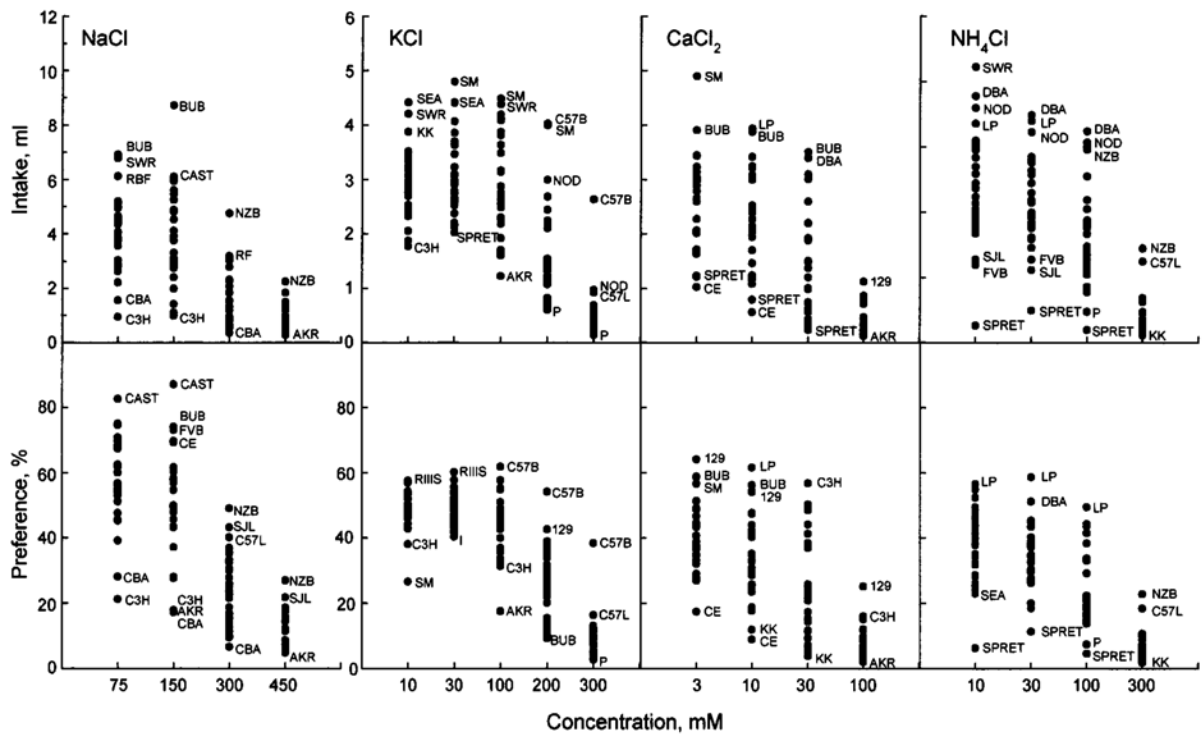 NaCl
KCl
CaCl2
NH4Cl
Intake, ml
12
10
8
6
4
2
0
BUB
SWR
RBF
CBA
C3H
BUB
CAST
C3H
NZB
RF
CBA
NZB
AKR
6
5
4
3
2
1
0
SEA
SWR
KK
C3H
SM
SEA
SPRET
SM
SWR
AKR
C57B
SM
NOD
P
C57B
NOD
C57L
P
SM
BUB
SPRET
CE
LP
BUB
SPRET
CE
BUB
DBA
SPRET
129
AKR
SWR
DBA
NOD
LP
SJL
FVB
SPRET
DBA
LP
NOD
FVB
SJL
SPRET
DBA
NOD
NZB
P
SPRET
NZB
C57L
KK
Preference, %
80
60
40
20
0
CAST
CBA
C3H
CAST
BUB
FVB
CE
C3H
AKR
CBA
NZB
SJL
C57L
CBA
NZB
SJL
AKR
80
60
40
20
0
RIIIS
C3H
SM
RIIIS
I
C57B
C3H
AKR
C57B
129
BUB
C57B
C57L
P
129
BUB
SM
CE
LP
BUB
129
KK
CE
C3H
KK
129
C3H
AKR
LP
SEA
SPRET
LP
DBA
SPRET
LP
P
SPRET
NZB
C57L
KK
75 150 300 450
10 30 100 200 300
3 10 30 100
10 30 100 300
Concentration, mM